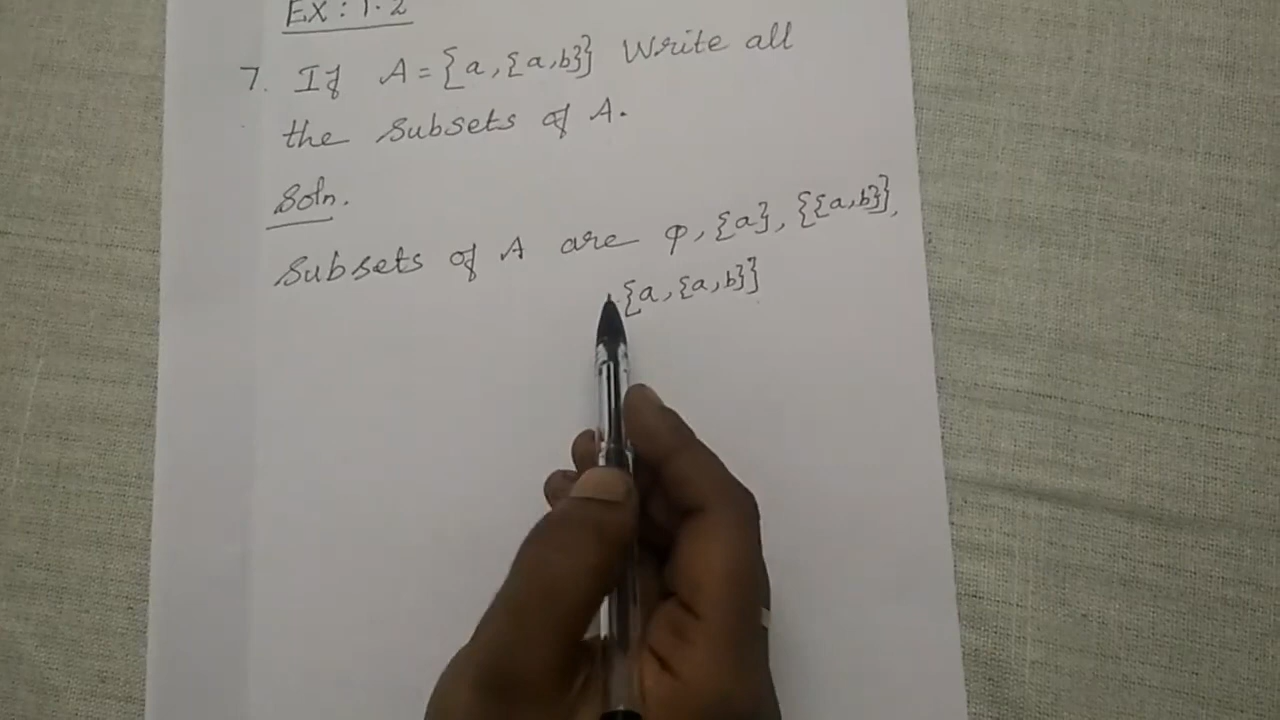 Ex : 1.2
7. If A = {a, {a, b}} Write all
the Subsets of A.
Soln.
Subsets of A are φ, {a}, {{a, b}},
{a, {a, b}}